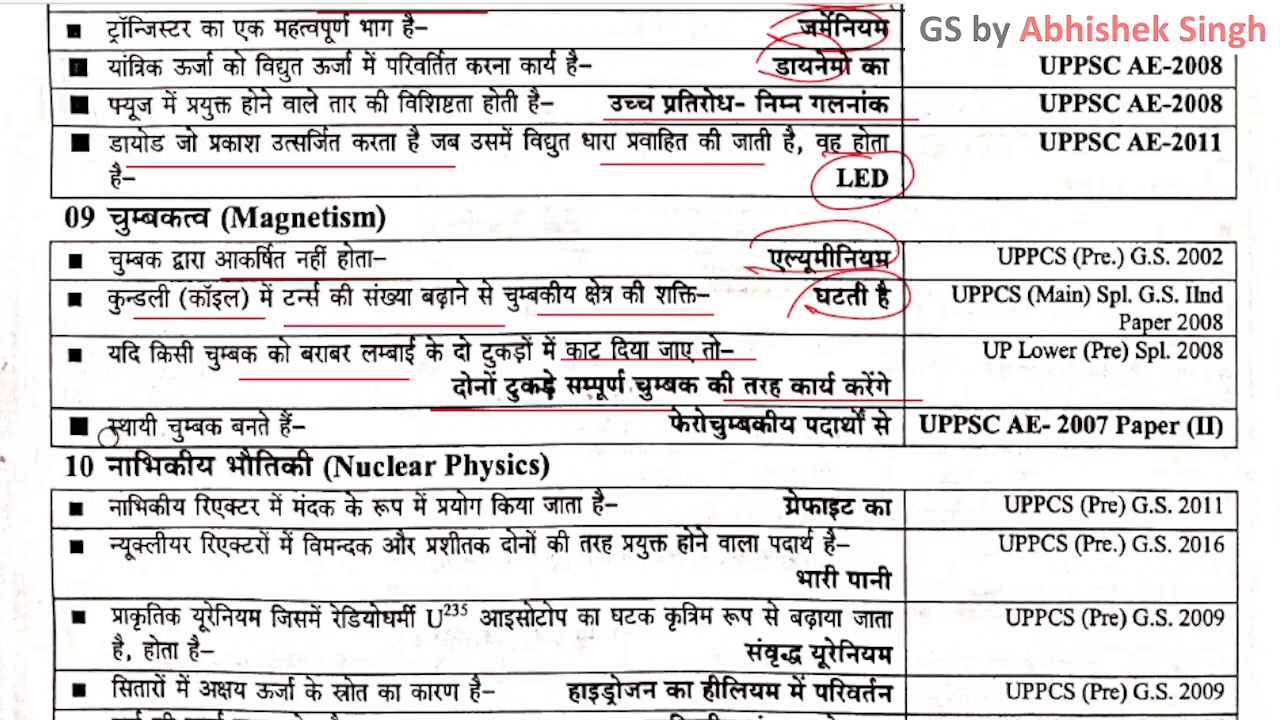 GS by Abhishek Singh
■ ट्रॉन्जिस्टर का एक महत्वपूर्ण भाग है– जर्मेनियम
■ यांत्रिक ऊर्जा को विद्युत ऊर्जा में परिवर्तित करना कार्य है– डायनेमो का UPPSC AE-2008
■ फ्यूज में प्रयुक्त होने वाले तार की विशिष्टता होती है– उच्च प्रतिरोध- निम्न गलनांक UPPSC AE-2008
■ डायोड जो प्रकाश उत्सर्जित करता है जब उसमें विद्युत धारा प्रवाहित की जाती है, वह होता UPPSC AE-2011
है– LED
09 चुम्बकत्व (Magnetism)
■ चुम्बक द्वारा आकर्षित नहीं होता– एल्यूमीनियम UPPCS (Pre.) G.S. 2002
■ कुन्डली (कॉइल) में टर्न्स की संख्या बढ़ाने से चुम्बकीय क्षेत्र की शक्ति– घटती है UPPCS (Main) Spl. G.S. IInd
Paper 2008
■ यदि किसी चुम्बक को बराबर लम्बाई के दो टुकड़ों में काट दिया जाए तो– UP Lower (Pre) Spl. 2008
दोनों टुकड़े सम्पूर्ण चुम्बक की तरह कार्य करेंगे
■ स्थायी चुम्बक बनते हैं– फेरोचुम्बकीय पदार्थों से UPPSC AE- 2007 Paper (II)
10 नाभिकीय भौतिकी (Nuclear Physics)
■ नाभिकीय रिएक्टर में मंदक के रूप में प्रयोग किया जाता है– ग्रेफाइट का UPPCS (Pre) G.S. 2011
■ न्यूक्लीयर रिएक्टरों में विमन्दक और प्रशीतक दोनों की तरह प्रयुक्त होने वाला पदार्थ है– UPPCS (Pre.) G.S. 2016
भारी पानी
■ प्राकृतिक यूरेनियम जिसमें रेडियोधर्मी U²³⁵ आइसोटोप का घटक कृत्रिम रूप से बढ़ाया जाता UPPCS (Pre) G.S. 2009
है, होता है– संवृद्ध यूरेनियम
■ सितारों में अक्षय ऊर्जा के स्रोत का कारण है– हाइड्रोजन का हीलियम में परिवर्तन UPPCS (Pre) G.S. 2009